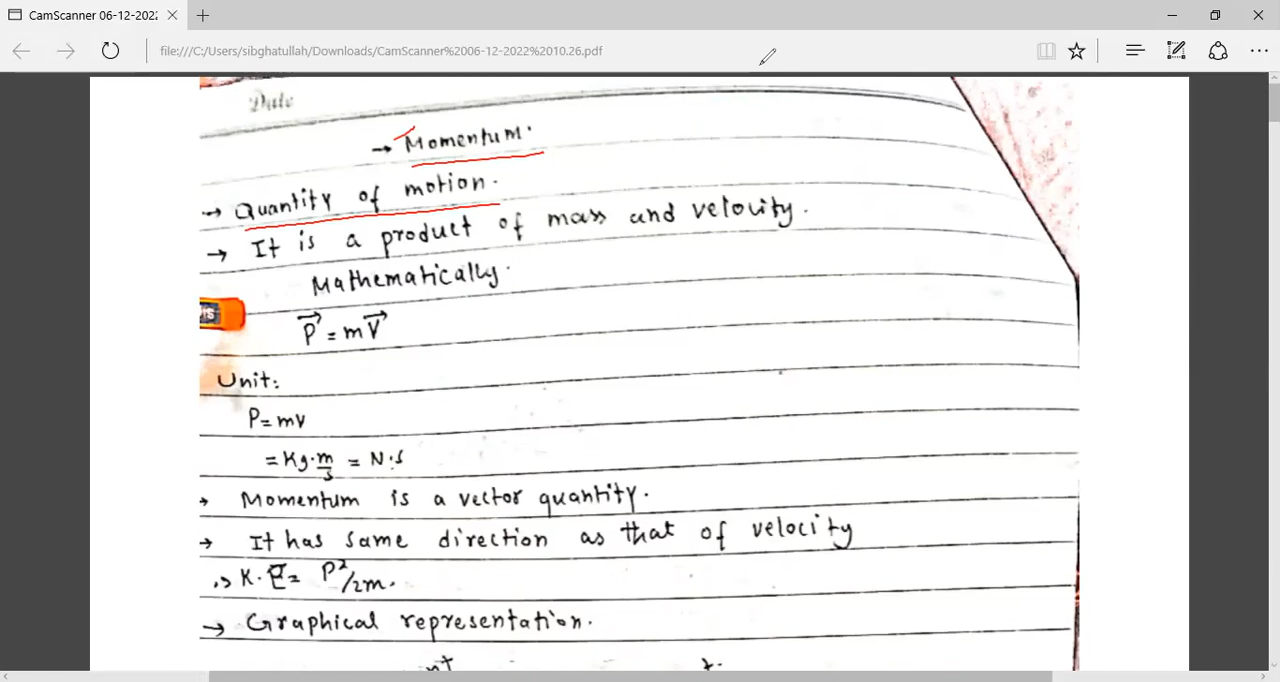 CamScanner 06-12-2022
file:///C:/Users/sibghatullah/Downloads/CamScanner%2006-12-2022%2010.26.pdf
Date
→ Momentum.
→ Quantity of motion.
→ It is a product of mass and velocity.
Mathematically.
P⃗ = mV⃗
Unit:
P = mv
= Kg.m/s = N.s
→ Momentum is a vector quantity.
→ It has same direction as that of velocity
→ K.E = P²/2m.
→ Graphical representation.